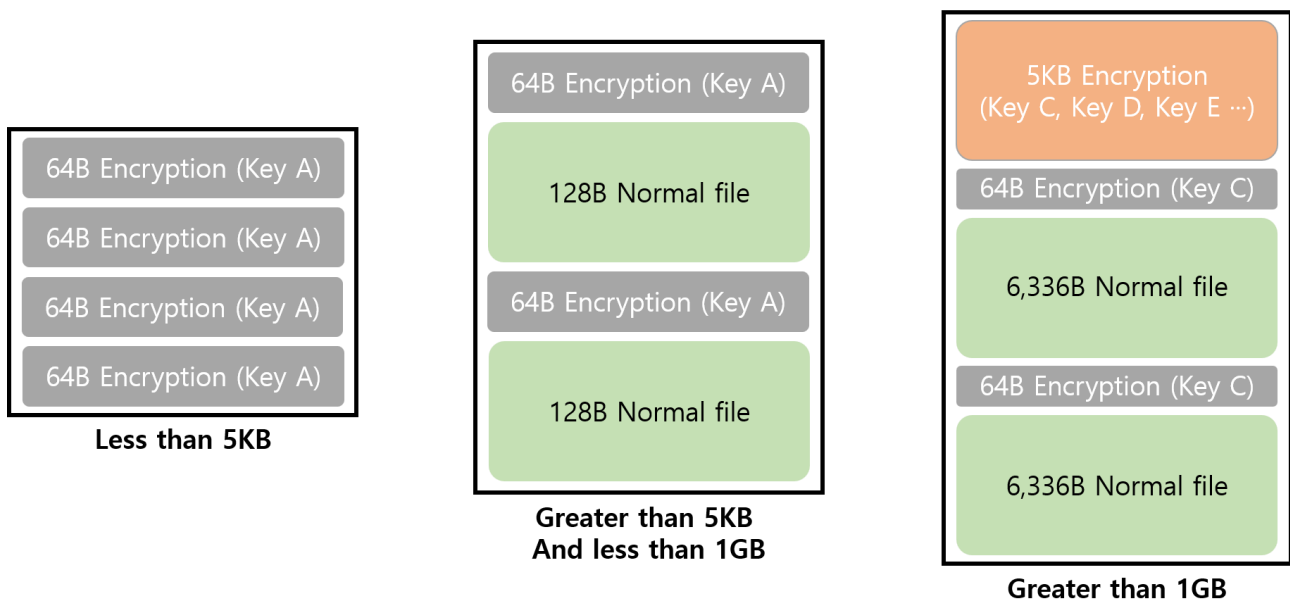 64B Encryption (Key A)
64B Encryption (Key A)
64B Encryption (Key A)
64B Encryption (Key A)
Less than 5KB
64B Encryption (Key A)
128B Normal file
64B Encryption (Key A)
128B Normal file
Greater than 5KB
And less than 1GB
5KB Encryption
(Key C, Key D, Key E ···)
64B Encryption (Key C)
6,336B Normal file
64B Encryption (Key C)
6,336B Normal file
Greater than 1GB